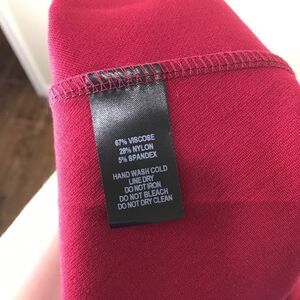 67% VISCOSE
28% NYLON
5% SPANDEX
HAND WASH COLD
LINE DRY
DO NOT IRON
DO NOT BLEACH
DO NOT DRY CLEAN